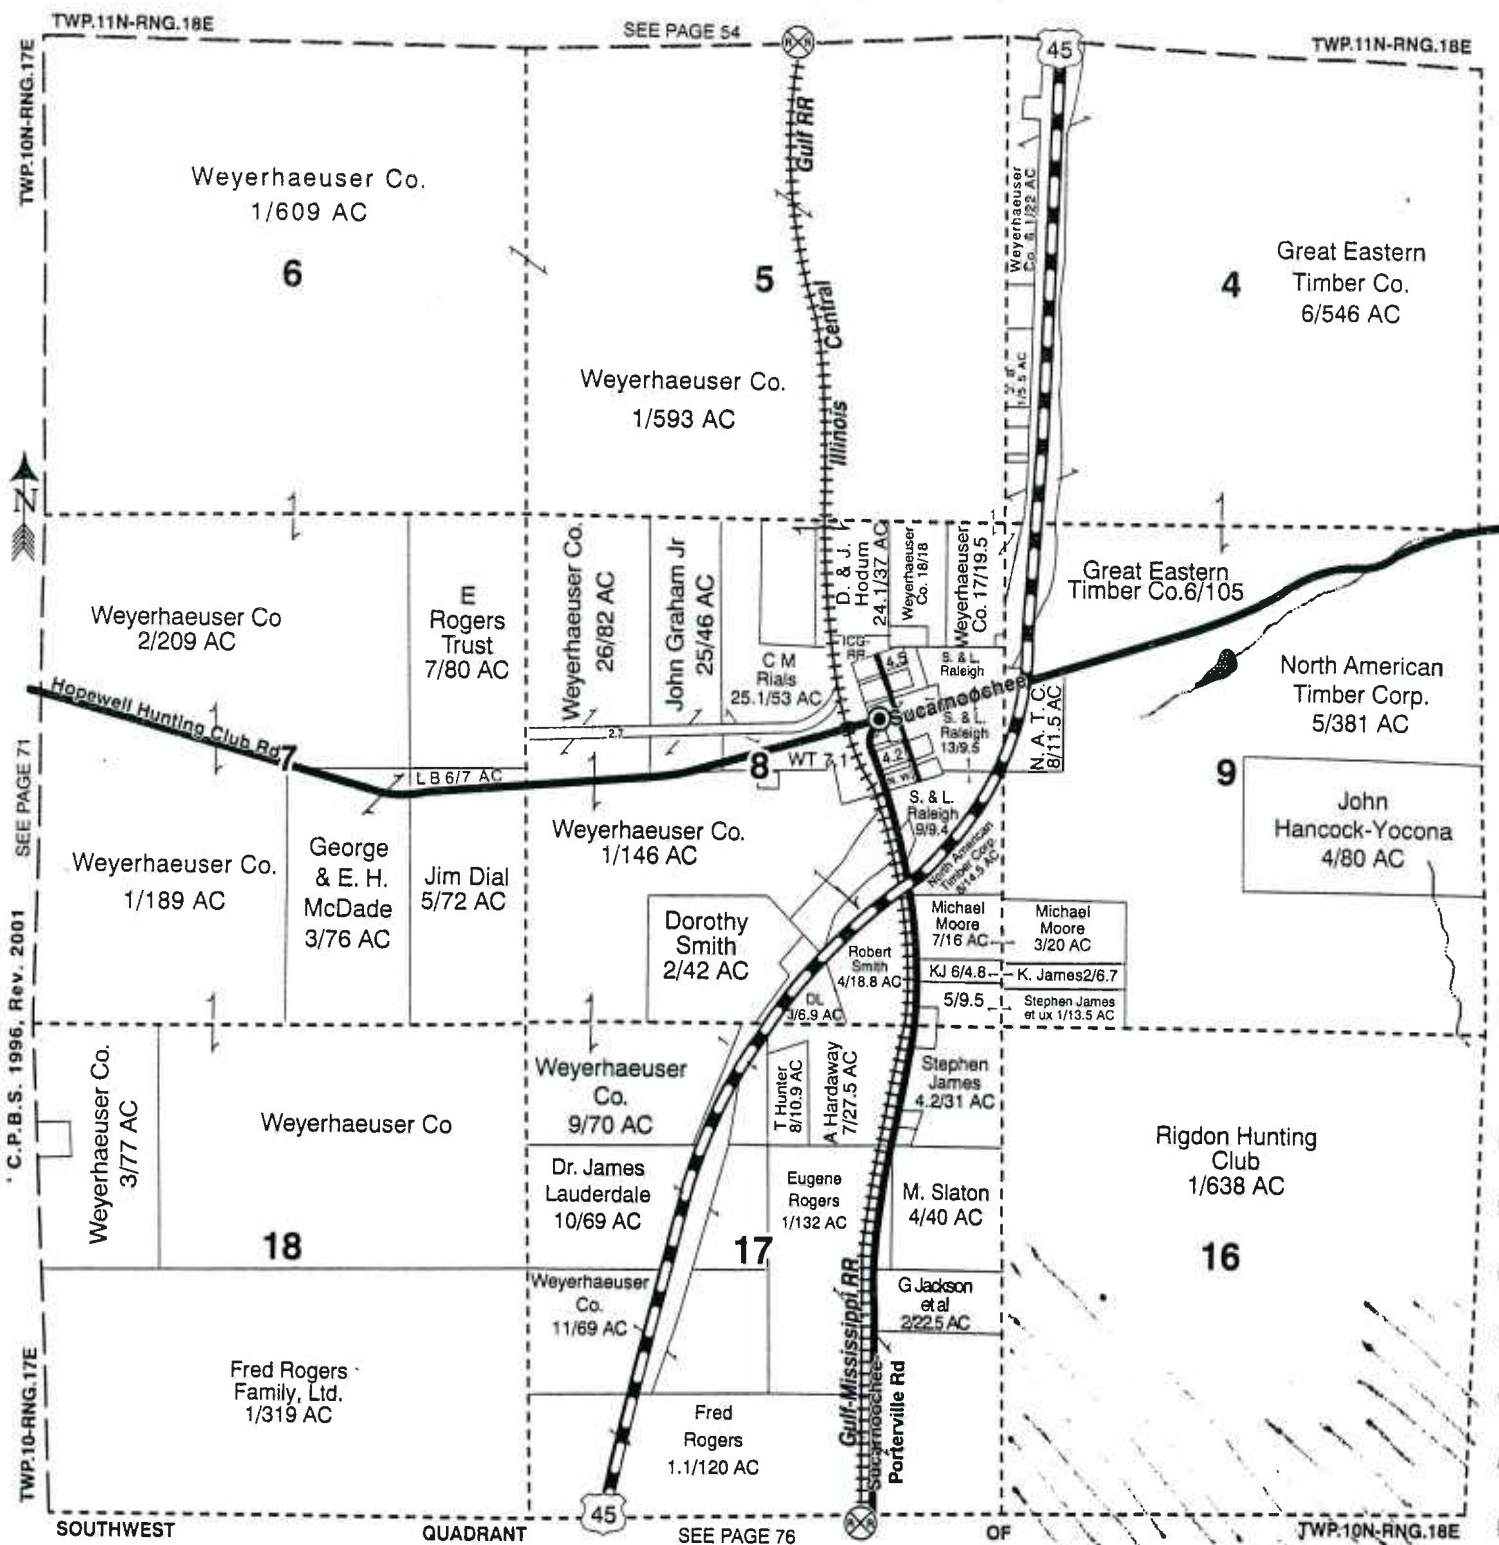 TWP.11N-RNG.18E
SEE PAGE 54
TWP.11N-RNG.18E
TWP.10N-RNG.17E
45
Weyerhaeuser Co.
1/609 AC
6
5
Gulf RR
Central
Illinois
Weyerhaeuser Co.
1/593 AC
Weyerhaeuser
Co. 6.1/22 AC
1/5.5 AC
4
Great Eastern
Timber Co.
6/546 AC
N
Weyerhaeuser Co
2/209 AC
E
Rogers
Trust
7/80 AC
Weyerhaeuser Co.
26/82 AC
John Graham Jr
25/46 AC
C M
Rials
25.1/53 AC
D. & J.
Hodum
24.1/37 AC
Weyerhaeuser
Co. 18/18
Weyerhaeuser
Co. 17/19.5
Great Eastern
Timber Co.6/105
ICG
RR
4.5
S. & L.
Raleigh
Sucarnoochee
S. & L.
Raleigh
13/9.5
N. A. T. C.
8/11.5 AC
North American
Timber Corp.
5/381 AC
Hopewell Hunting Club Rd
7
L B 6/7 AC
2.7
8
WT 7.1
4.2
N. W.
9
SEE PAGE 71
Weyerhaeuser Co.
1/189 AC
George
& E. H.
McDade
3/76 AC
Jim Dial
5/72 AC
Weyerhaeuser Co.
1/146 AC
S. & L.
Raleigh
9/9.4
North American
Timber Corp.
8/14.5 AC
John
Hancock-Yocona
4/80 AC
Dorothy
Smith
2/42 AC
Robert
Smith
4/18.8 AC
DL
3/6.9 AC
Michael
Moore
7/16 AC
Michael
Moore
3/20 AC
KJ 6/4.8
K. James2/6.7
5/9.5
Stephen James
et ux 1/13.5 AC
C.P.B.S. 1996, Rev. 2001
Weyerhaeuser Co.
3/77 AC
Weyerhaeuser Co
18
Weyerhaeuser
Co.
9/70 AC
T Hunter
8/10.9 AC
A Hardaway
7/27.5 AC
Stephen
James
4.2/31 AC
Dr. James
Lauderdale
10/69 AC
17
Eugene
Rogers
1/132 AC
M. Slaton
4/40 AC
Rigdon Hunting
Club
1/638 AC
16
Weyerhaeuser
Co.
11/69 AC
G Jackson
et al
2/22.5 AC
Gulf-Mississippi RR
Sucarnoochee
Porterville Rd
Fred Rogers
Family, Ltd.
1/319 AC
Fred
Rogers
1.1/120 AC
TWP.10-RNG.17E
45
SOUTHWEST
QUADRANT
SEE PAGE 76
OF
TWP.10N-RNG.18E